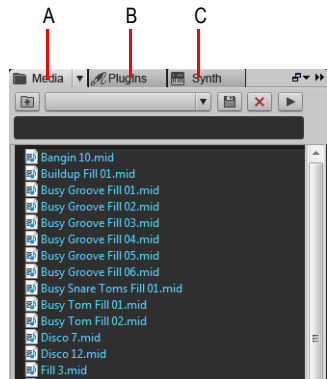 A B C
Media PlugIns Synth
Bangin 10.mid
Buildup Fill 01.mid
Busy Groove Fill 01.mid
Busy Groove Fill 02.mid
Busy Groove Fill 03.mid
Busy Groove Fill 04.mid
Busy Groove Fill 05.mid
Busy Groove Fill 06.mid
Busy Snare Toms Fill 01.mid
Busy Tom Fill 01.mid
Busy Tom Fill 02.mid
Disco 7.mid
Disco 12.mid
Fill 3.mid